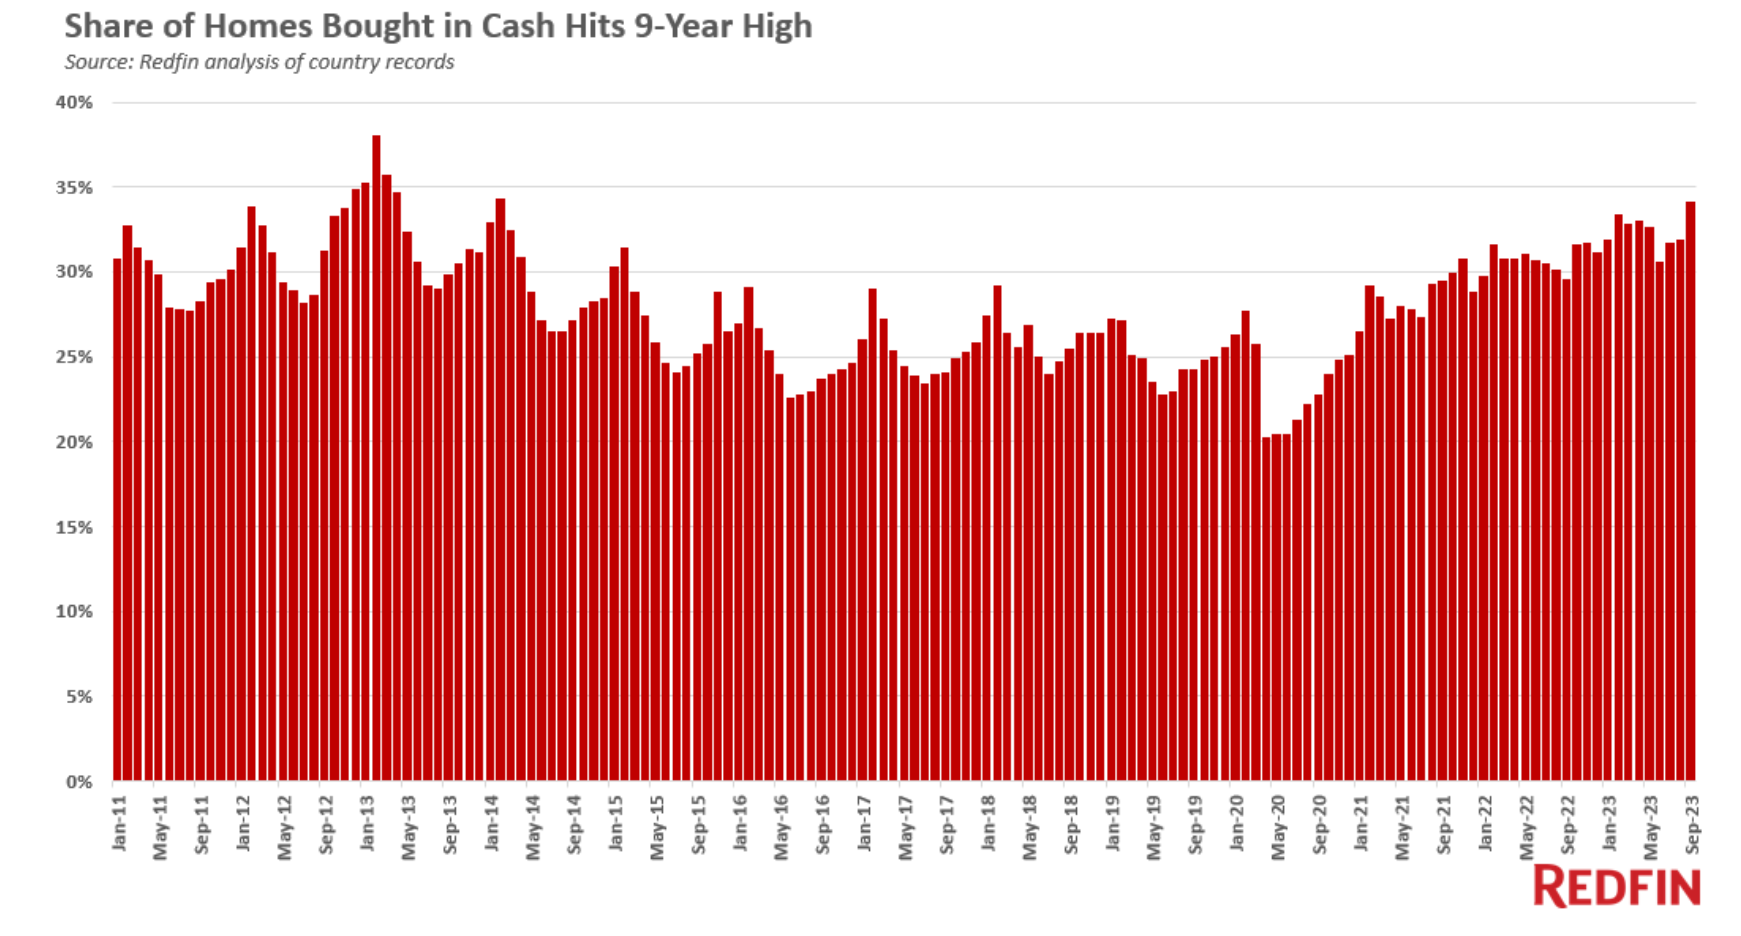 Share of Homes Bought in Cash Hits 9-Year High
Source: Redfin analysis of country records
40%
35%
30%
25%
20%
15%
10%
5%
0%
Jan-11
May-11
Sep-11
Jan-12
May-12
Sep-12
Jan-13
May-13
Sep-13
Jan-14
May-14
Sep-14
Jan-15
May-15
Sep-15
Jan-16
May-16
Sep-16
Jan-17
May-17
Sep-17
Jan-18
May-18
Sep-18
Jan-19
May-19
Sep-19
Jan-20
May-20
Sep-20
Jan-21
May-21
Sep-21
Jan-22
May-22
Sep-22
Jan-23
May-23
Sep-23
REDFIN